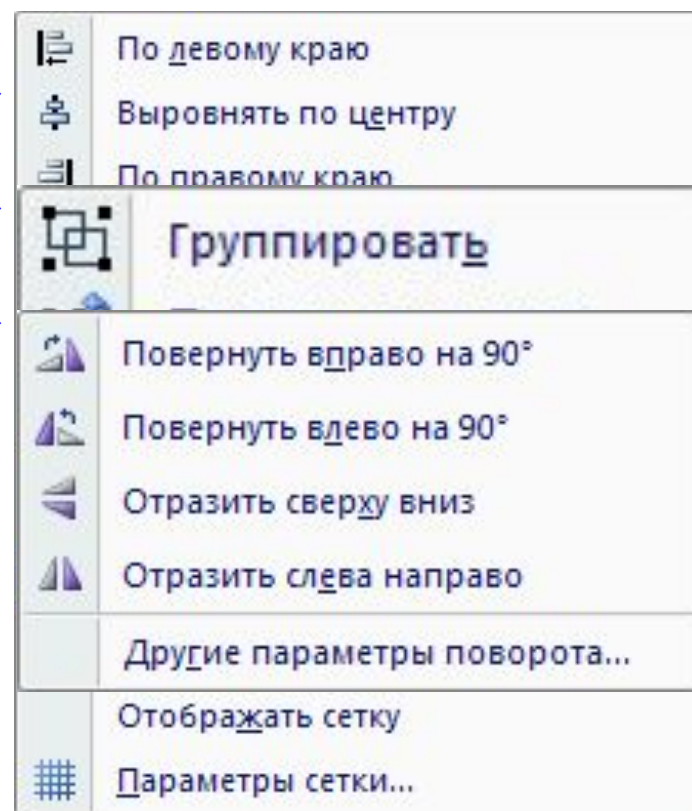 По левому краю
Выровнять по центру
По правому краю
Группировать
Повернуть вправо на 90°
Повернуть влево на 90°
Отразить сверху вниз
Отразить слева направо
Другие параметры поворота...
Отображать сетку
Параметры сетки...